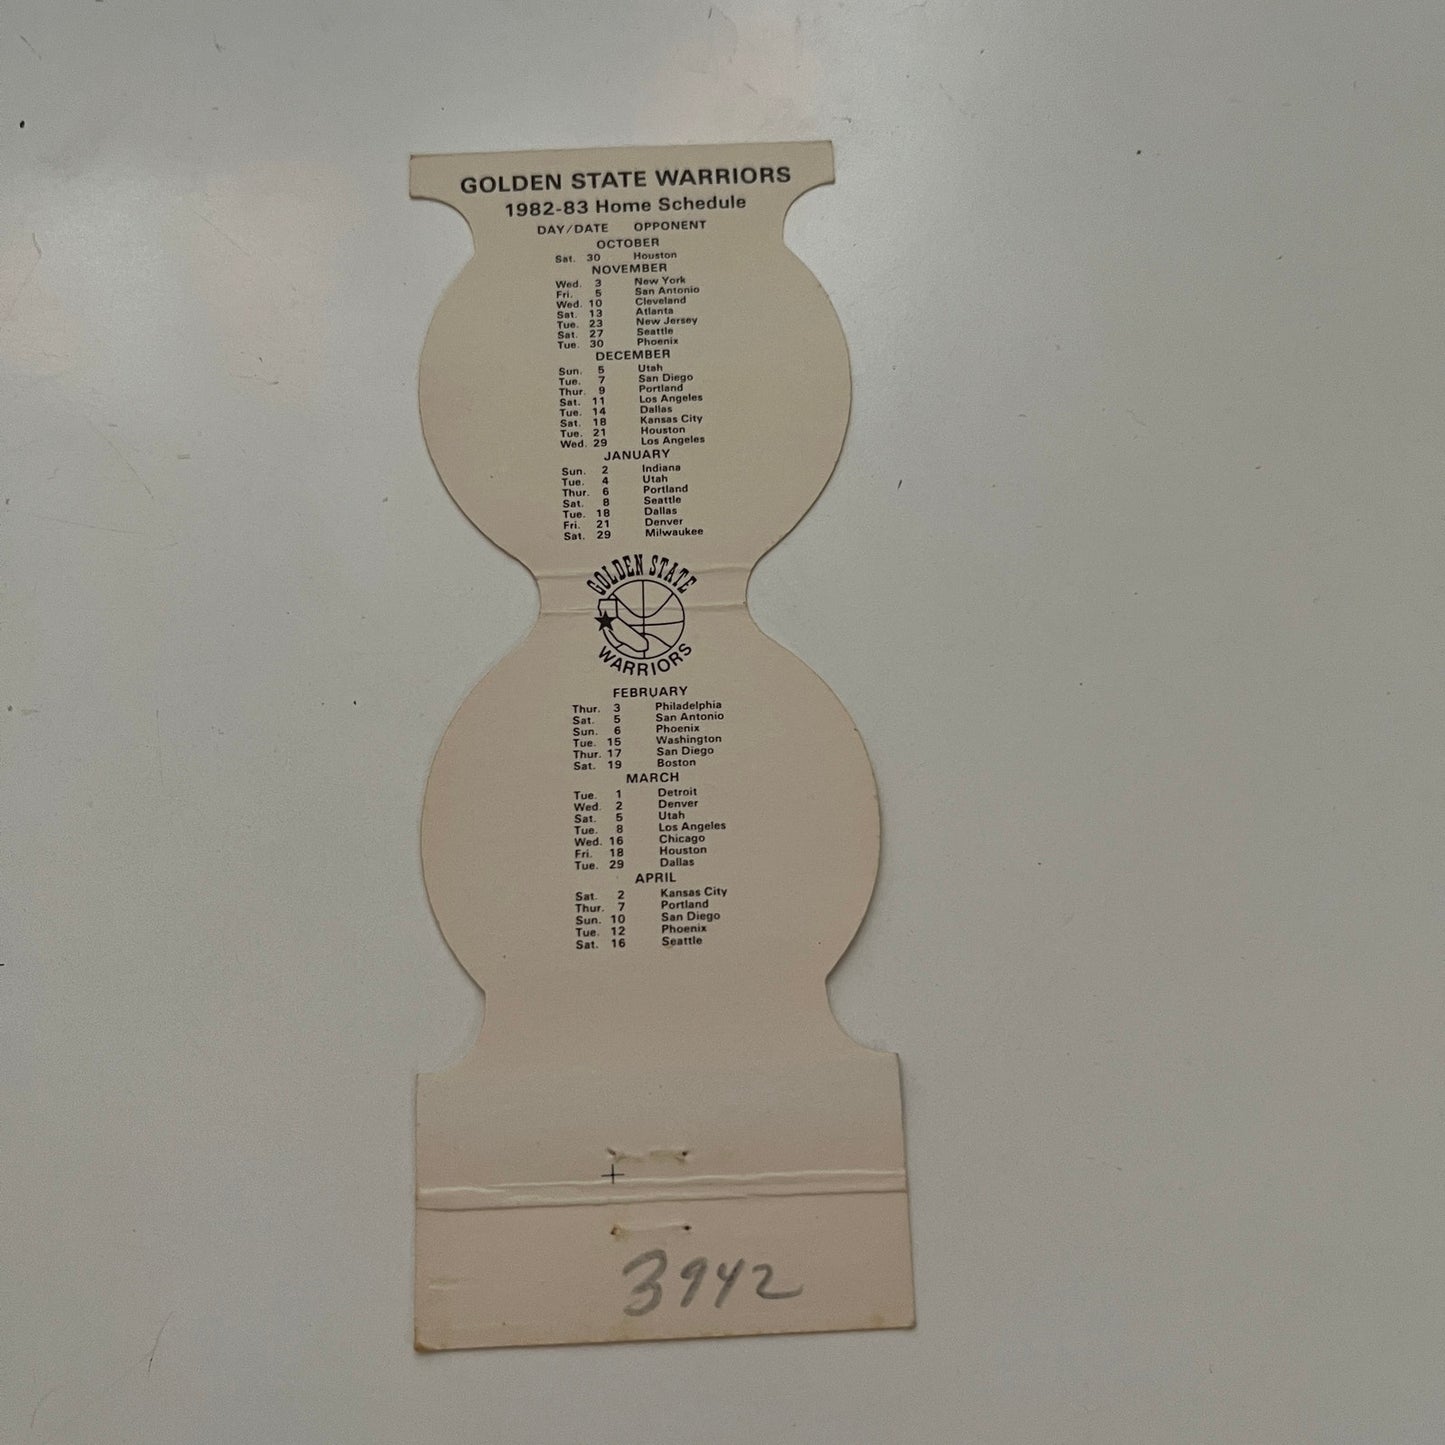 GOLDEN STATE WARRIORS
1982-83 Home Schedule
DAY/DATE OPPONENT
OCTOBER
Sat. 30 Houston
NOVEMBER
Wed. 3 New York
Fri. 5 San Antonio
Wed. 10 Cleveland
Sat. 13 Atlanta
Tue. 23 New Jersey
Sat. 27 Seattle
Tue. 30 Phoenix
DECEMBER
Sun. 5 Utah
Tue. 7 San Diego
Thur. 9 Portland
Sat. 11 Los Angeles
Tue. 14 Dallas
Sat. 18 Kansas City
Tue. 21 Houston
Wed. 29 Los Angeles
JANUARY
Sun. 2 Indiana
Tue. 4 Utah
Thur. 6 Portland
Sat. 8 Seattle
Tue. 18 Dallas
Fri. 21 Denver
Sat. 29 Milwaukee
GOLDEN STATE
WARRIORS
FEBRUARY
Thur. 3 Philadelphia
Sat. 5 San Antonio
Sun. 6 Phoenix
Tue. 15 Washington
Thur. 17 San Diego
Sat. 19 Boston
MARCH
Tue. 1 Detroit
Wed. 2 Denver
Sat. 5 Utah
Tue. 8 Los Angeles
Wed. 16 Chicago
Fri. 18 Houston
Tue. 29 Dallas
APRIL
Sat. 2 Kansas City
Thur. 7 Portland
Sun. 10 San Diego
Tue. 12 Phoenix
Sat. 16 Seattle
3942